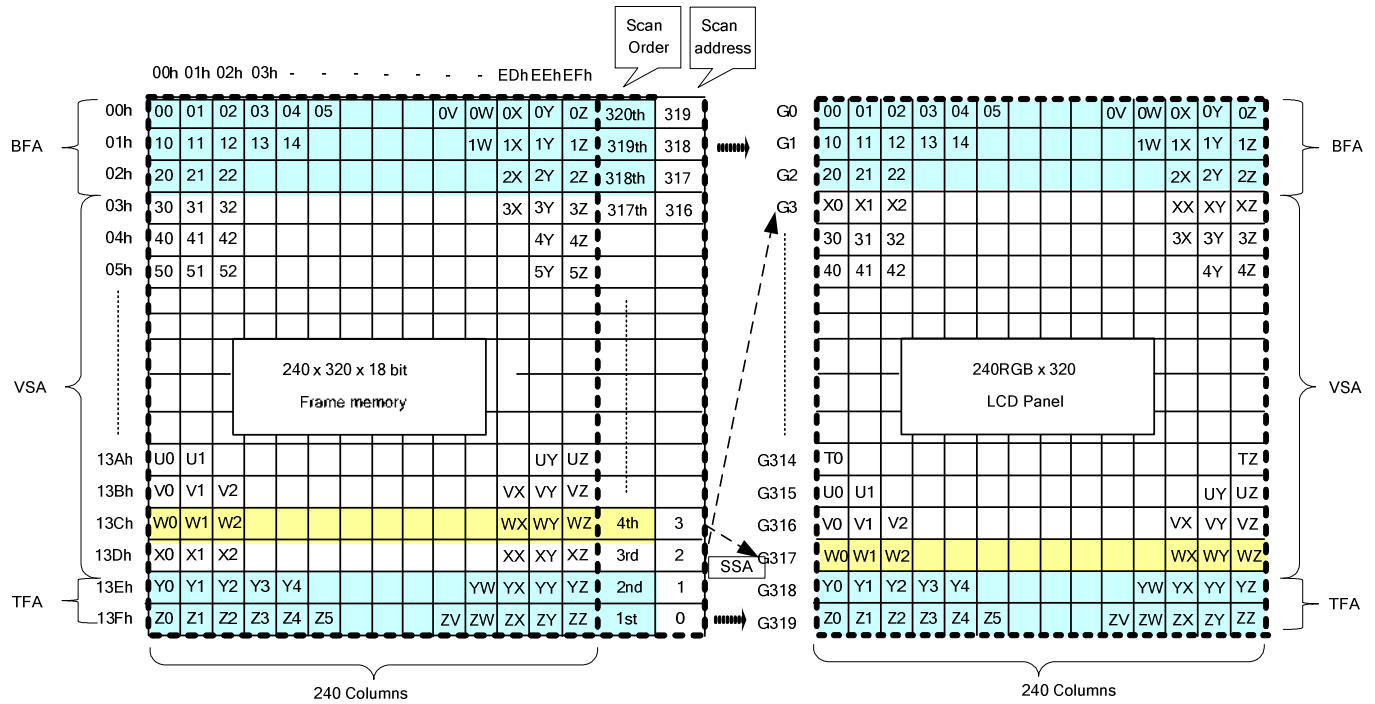 Scan Order
Scan address
00h 01h 02h 03h - - - - - - - EDh EEh EFh
00h 00 01 02 03 04 05 0V 0W 0X 0Y 0Z 320th 319
01h 10 11 12 13 14 1W 1X 1Y 1Z 319th 318
02h 20 21 22 2X 2Y 2Z 318th 317
03h 30 31 32 3X 3Y 3Z 317th 316
04h 40 41 42 4Y 4Z
05h 50 51 52 5Y 5Z
240 x 320 x 18 bit
Frame memory
13Ah U0 U1 UY UZ
13Bh V0 V1 V2 VX VY VZ
13Ch W0 W1 W2 WX WY WZ 4th 3
13Dh X0 X1 X2 XX XY XZ 3rd 2
13Eh Y0 Y1 Y2 Y3 Y4 YW YX YY YZ 2nd 1
13Fh Z0 Z1 Z2 Z3 Z4 Z5 ZV ZW ZX ZY ZZ 1st 0
BFA
VSA
TFA
240 Columns
SSA
G0 00 01 02 03 04 05 0V 0W 0X 0Y 0Z
G1 10 11 12 13 14 1W 1X 1Y 1Z
G2 20 21 22 2X 2Y 2Z
G3 X0 X1 X2 XX XY XZ
30 31 32 3X 3Y 3Z
40 41 42 4Y 4Z
240RGB x 320
LCD Panel
G314 T0 TZ
G315 U0 U1 UY UZ
G316 V0 V1 V2 VX VY VZ
G317 W0 W1 W2 WX WY WZ
G318 Y0 Y1 Y2 Y3 Y4 YW YX YY YZ
G319 Z0 Z1 Z2 Z3 Z4 Z5 ZV ZW ZX ZY ZZ
BFA
VSA
TFA
240 Columns